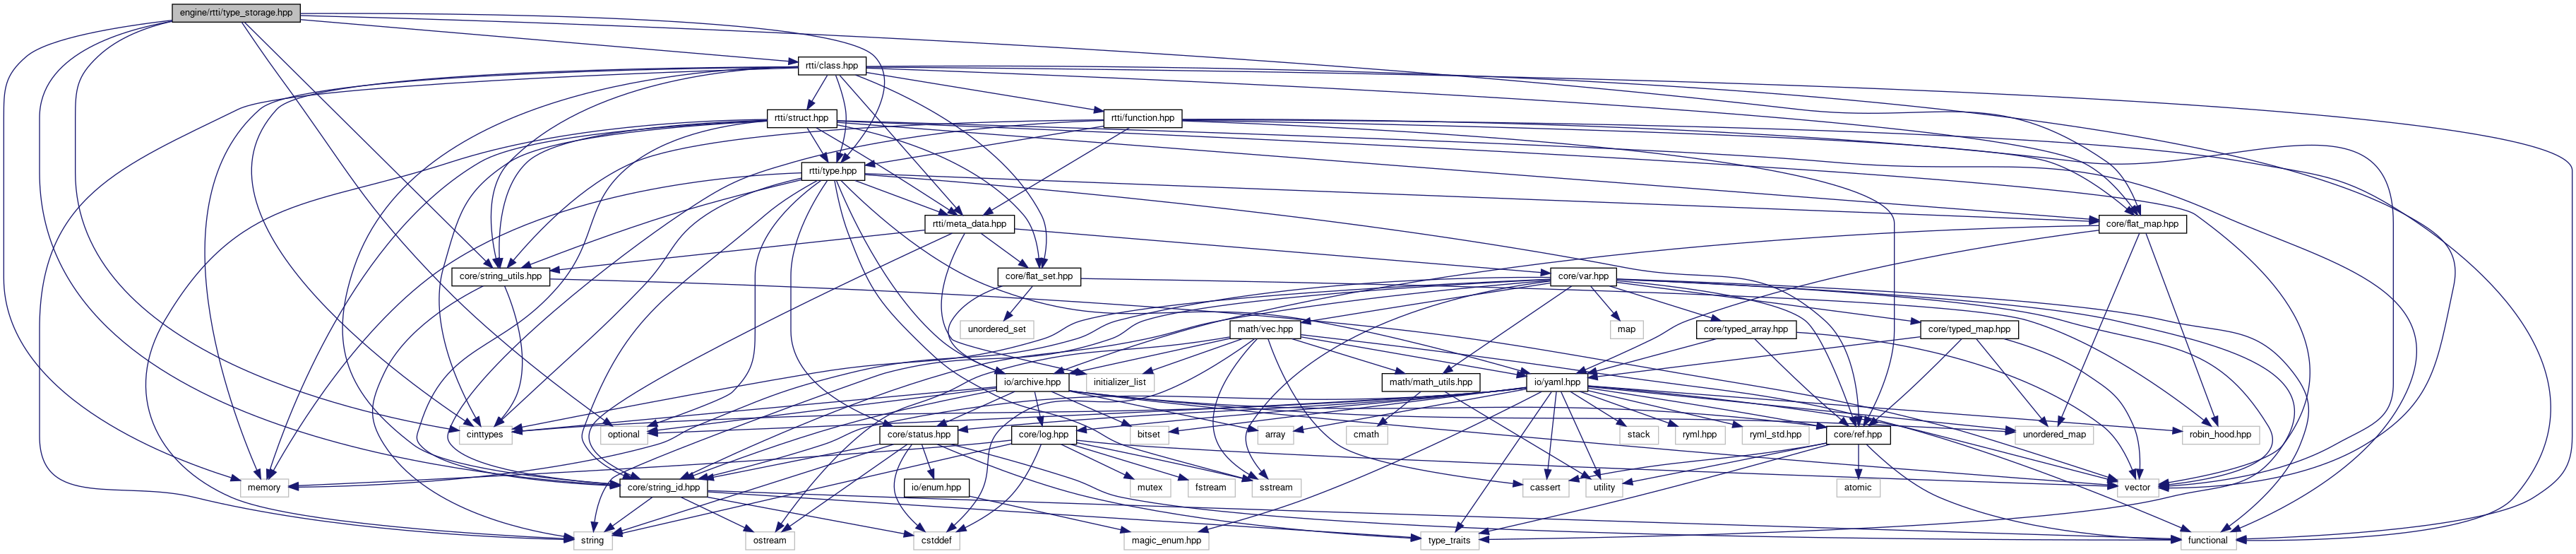 engine/rtti/type_storage.hpp
rtti/class.hpp
rtti/struct.hpp
rtti/function.hpp
rtti/type.hpp
rtti/meta_data.hpp
core/flat_map.hpp
core/string_utils.hpp
core/flat_set.hpp
core/var.hpp
unordered_set
math/vec.hpp
map
core/typed_array.hpp
core/typed_map.hpp
io/archive.hpp
initializer_list
math/math_utils.hpp
io/yaml.hpp
cinttypes
optional
core/status.hpp
core/log.hpp
bitset
array
cmath
stack
ryml.hpp
ryml_std.hpp
core/ref.hpp
unordered_map
robin_hood.hpp
memory
core/string_id.hpp
io/enum.hpp
mutex
fstream
sstream
cassert
utility
atomic
vector
string
ostream
cstddef
magic_enum.hpp
type_traits
functional